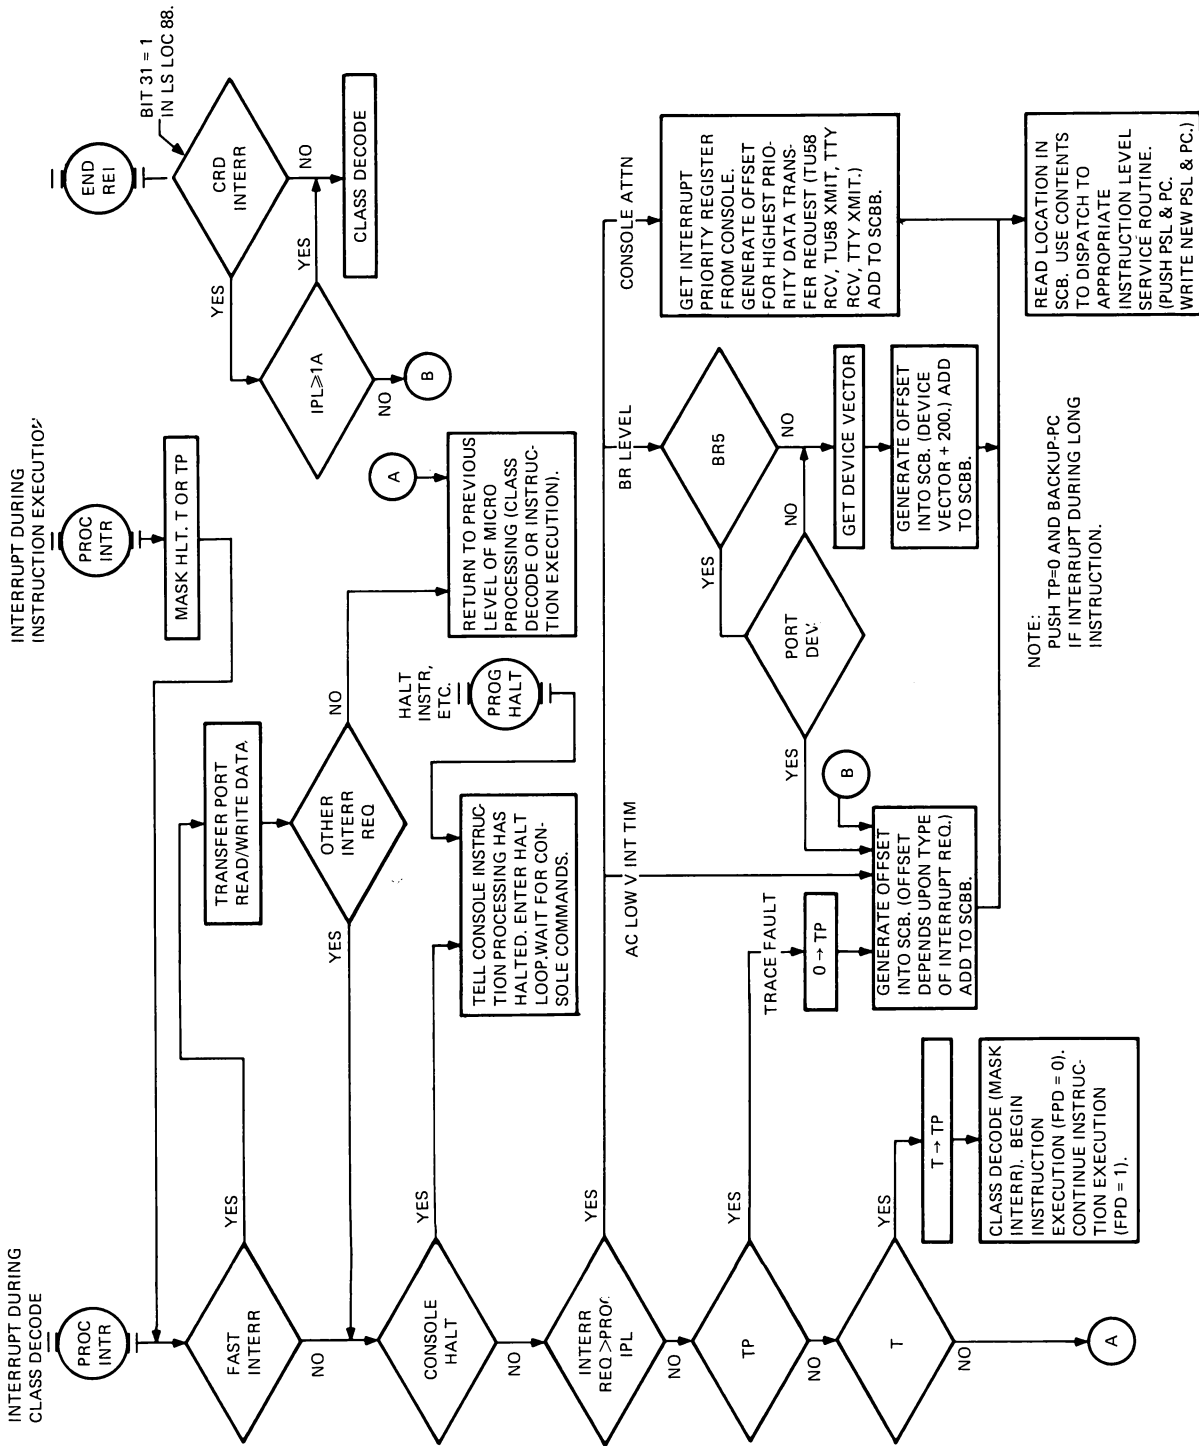 INTERRUPT DURING
CLASS DECODE
PROC
INTR
FAST
INTERR
YES
NO
CONSOLE
HALT
YES
NO
INTERR
REQ >PROC
IPL
YES
NO
TP
YES
NO
T
YES
NO
A
INTERRUPT DURING
INSTRUCTION EXECUTION
PROC
INTR
MASK HLT. T OR TP
TRANSFER PORT
READ/WRITE DATA.
OTHER
INTERR
REQ
NO
YES
A
RETURN TO PREVIOUS
LEVEL OF MICRO
PROCESSING (CLASS
DECODE OR INSTRUC-
TION EXECUTION).
HALT
INSTR,
ETC.
PROG
HALT
TELL CONSOLE INSTRUC-
TION PROCESSING HAS
HALTED. ENTER HALT
LOOP.WAIT FOR CON-
SOLE COMMANDS.
END
REI
BIT 31 = 1
IN LS LOC 88.
CRD
INTERR
YES
NO
IPL⩾1A
YES
NO
B
CLASS DECODE
AC LOW V INT TIM
BR LEVEL
CONSOLE ATTN
BR5
YES
NO
PORT
DEV.
YES
NO
GET DEVICE VECTOR
GENERATE OFFSET
INTO SCB. (DEVICE
VECTOR + 200.) ADD
TO SCBB.
GET INTERRUPT
PRIORITY REGISTER
FROM CONSOLE.
GENERATE OFFSET
FOR HIGHEST PRIO-
RITY DATA TRANS-
FER REQUEST (TU58
RCV, TU58 XMIT, TTY
RCV, TTY XMIT.)
ADD TO SCBB.
TRACE FAULT
0 → TP
B
GENERATE OFFSET
INTO SCB. (OFFSET
DEPENDS UPON TYPE
OF INTERRUPT REQ.)
ADD TO SCBB.
READ LOCATION IN
SCB. USE CONTENTS
TO DISPATCH TO
APPROPRIATE
INSTRUCTION LEVEL
SERVICE ROUTINE.
(PUSH PSL & PC.
WRITE NEW PSL & PC.)
T → TP
CLASS DECODE (MASK
INTERR). BEGIN
INSTRUCTION
EXECUTION (FPD = 0).
CONTINUE INSTRUC-
TION EXECUTION
(FPD = 1).
NOTE:
PUSH TP=0 AND BACKUP-PC
IF INTERRUPT DURING LONG
INSTRUCTION.